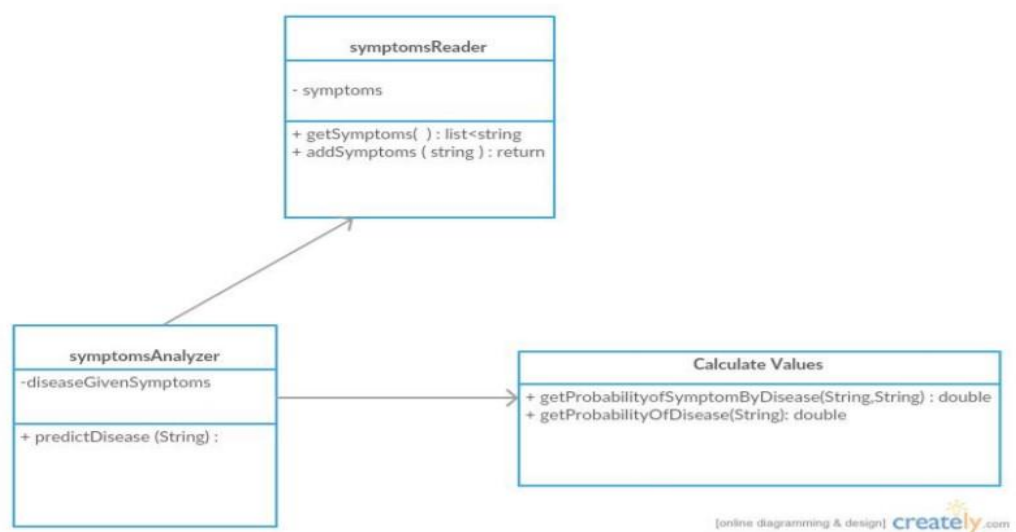 symptomsReader
- symptoms
+ getSymptoms( ) : list<string
+ addSymptoms ( string ) : return
symptomsAnalyzer
-diseaseGivenSymptoms
+ predictDisease (String) :
Calculate Values
+ getProbabilityofSymptomByDisease(String,String) : double
+ getProbabilityOfDisease(String): double
[online diagramming & design] creately.com